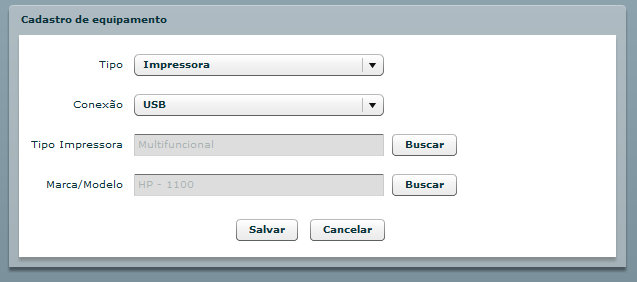 Cadastro de equipamento
Tipo Impressora
Conexão USB
Tipo Impressora Multifuncional Buscar
Marca/Modelo HP - 1100 Buscar
Salvar Cancelar